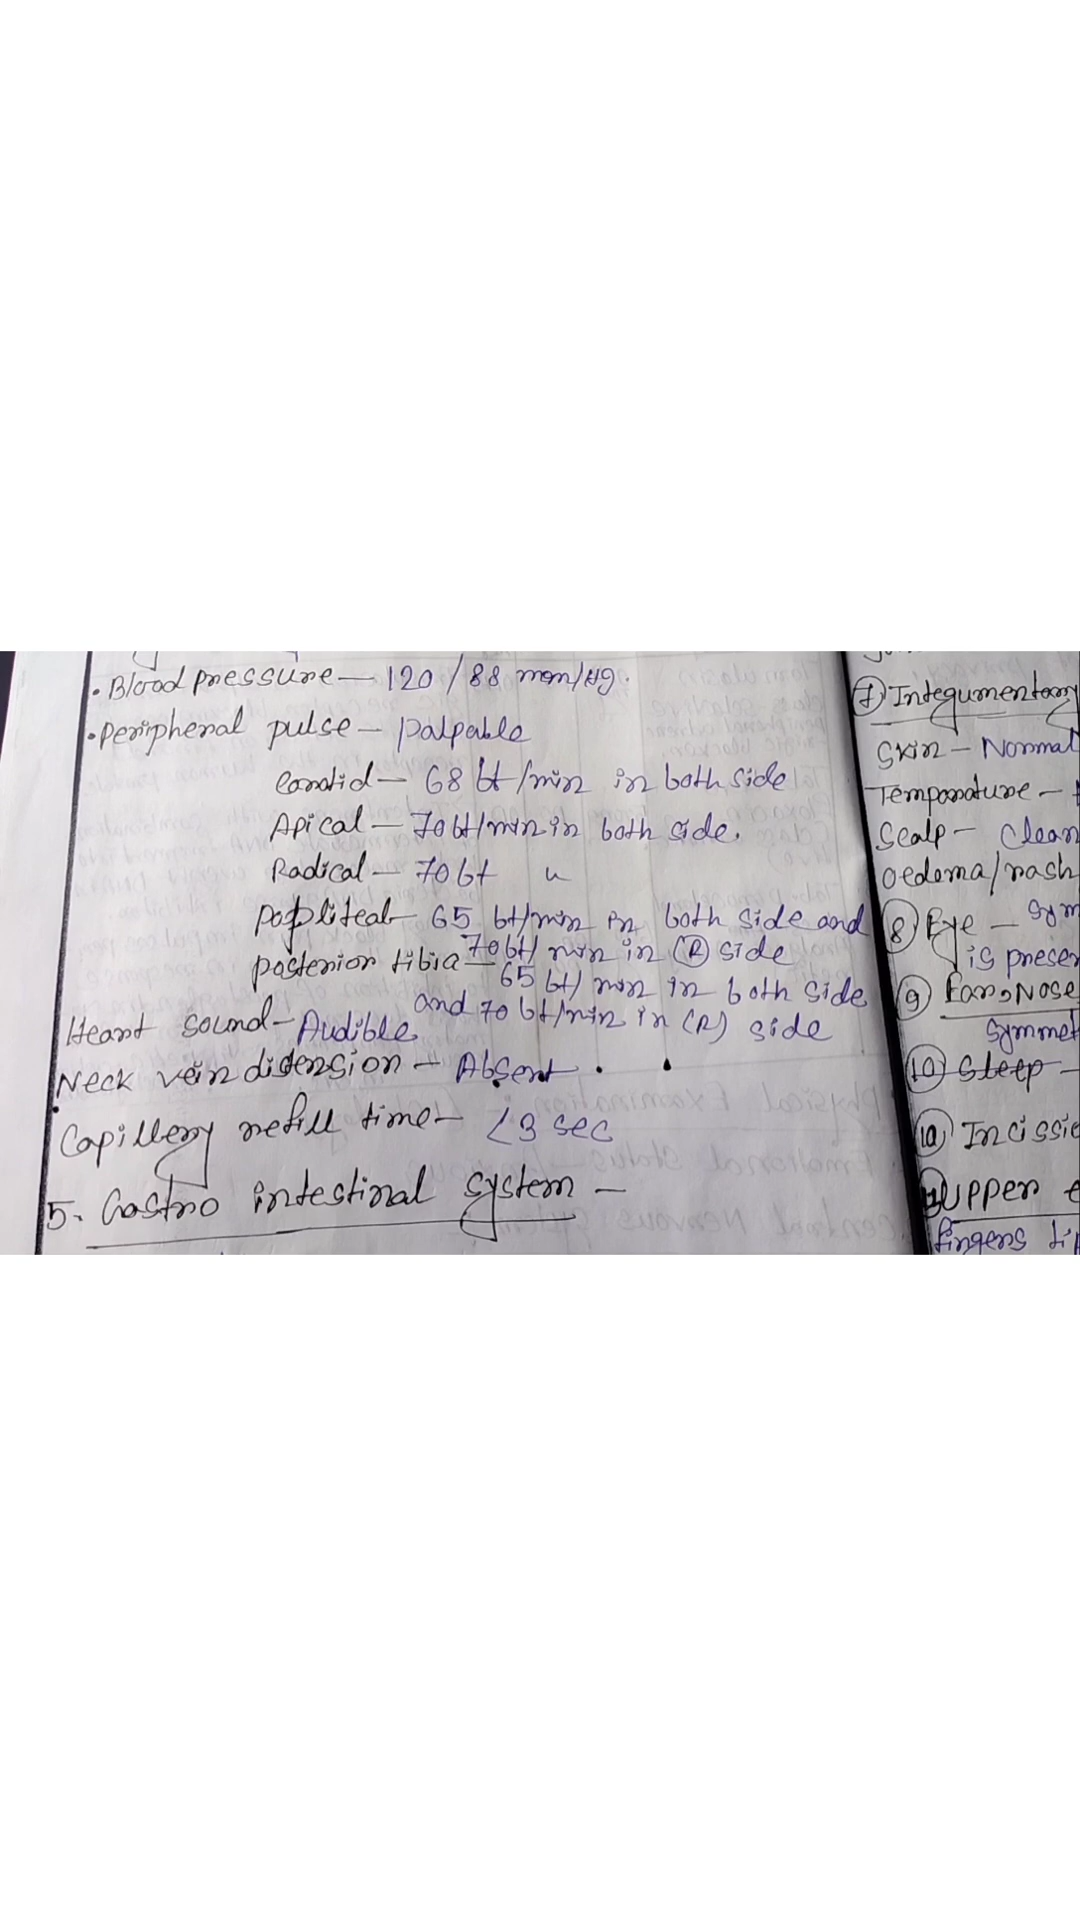 • Blood pressure — 120/88 mm/Hg.
• Peripheral pulse — palpable
Carotid — 68 bt/min in both side
Apical — 70 bt/min in both side.
Radical — 70 bt "
Popliteal — 65 bt/min in both side and
70 bt/min in (R) side
posterior tibia — 65 bt/min in both side
and 70 bt/min in (R) side
Heart sound — Audible
Neck vein distension — Absent
Capillery refill time — <3 sec
5. Gastro intestinal system —
7 Integumentary
Skin — Normal
Temperature —
Scalp — Clean
oedema/rash
8 Eye — sym
is presen
9 Ear, Nose
Symmet
10 Sleep —
10 Incissi
Upper e
fingers